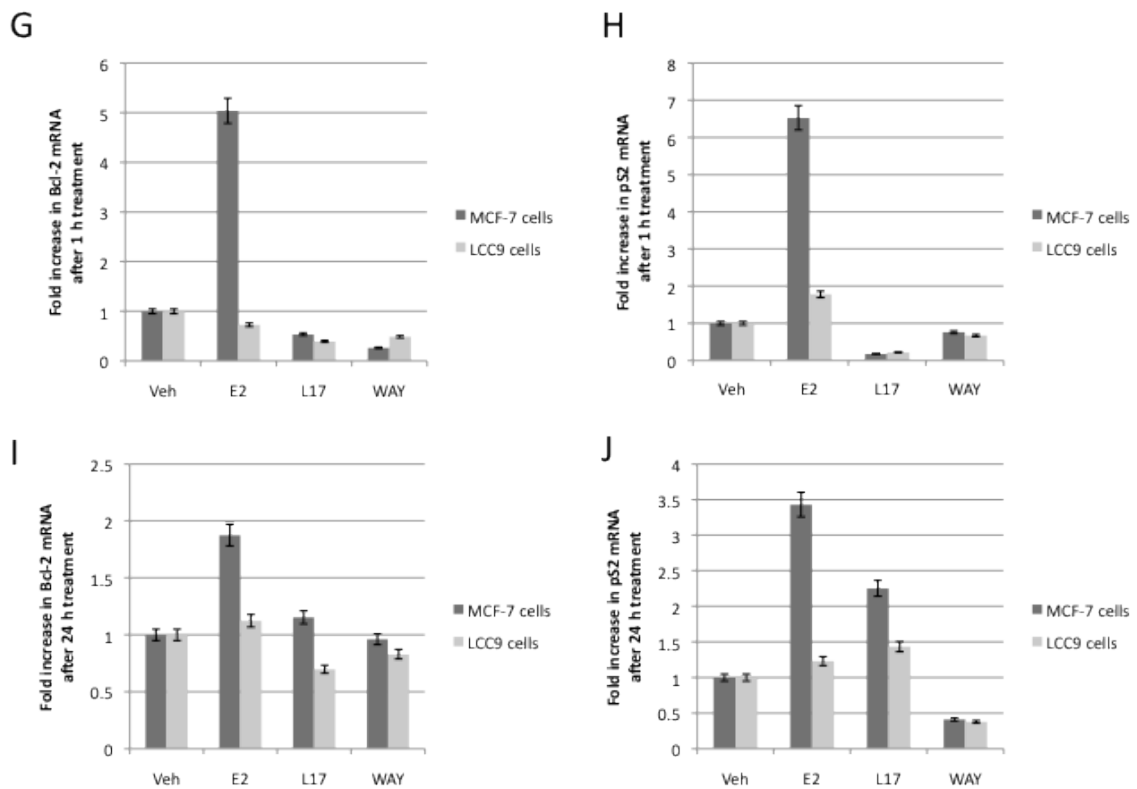 G
Fold increase in Bcl-2 mRNA
after 1 h treatment
6
5
4
3
2
1
0
Veh E2 L17 WAY
MCF-7 cells
LCC9 cells
H
Fold increase in pS2 mRNA
after 1 h treatment
8
7
6
5
4
3
2
1
0
Veh E2 L17 WAY
MCF-7 cells
LCC9 cells
I
Fold increase in Bcl-2 mRNA
after 24 h treatment
2.5
2
1.5
1
0.5
0
Veh E2 L17 WAY
MCF-7 cells
LCC9 cells
J
Fold increase in pS2 mRNA
after 24 h treatment
4
3.5
3
2.5
2
1.5
1
0.5
0
Veh E2 L17 WAY
MCF-7 cells
LCC9 cells